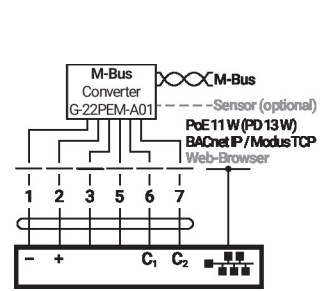 M-Bus
Converter
G-22PEM-A01
M-Bus
Sensor (optional)
PoE 11 W (PD 13 W)
BACnet IP / Modus TCP
Web-Browser
1 2 3 5 6 7
− + C₁ C₂